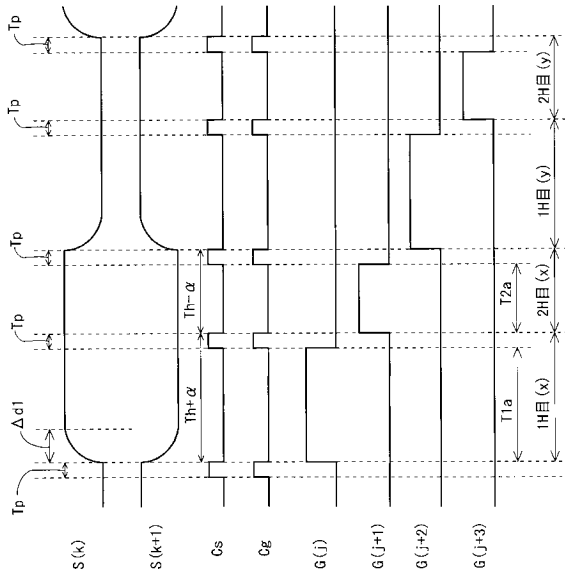 Tp
Δd1
Tp
Tp
Tp
Tp
S(k)
S(k+1)
Th+α
Th-α
Cs
Cg
G(j)
G(j+1)
G(j+2)
G(j+3)
T1a
T2a
1H目(x)
2H目(x)
1H目(y)
2H目(y)